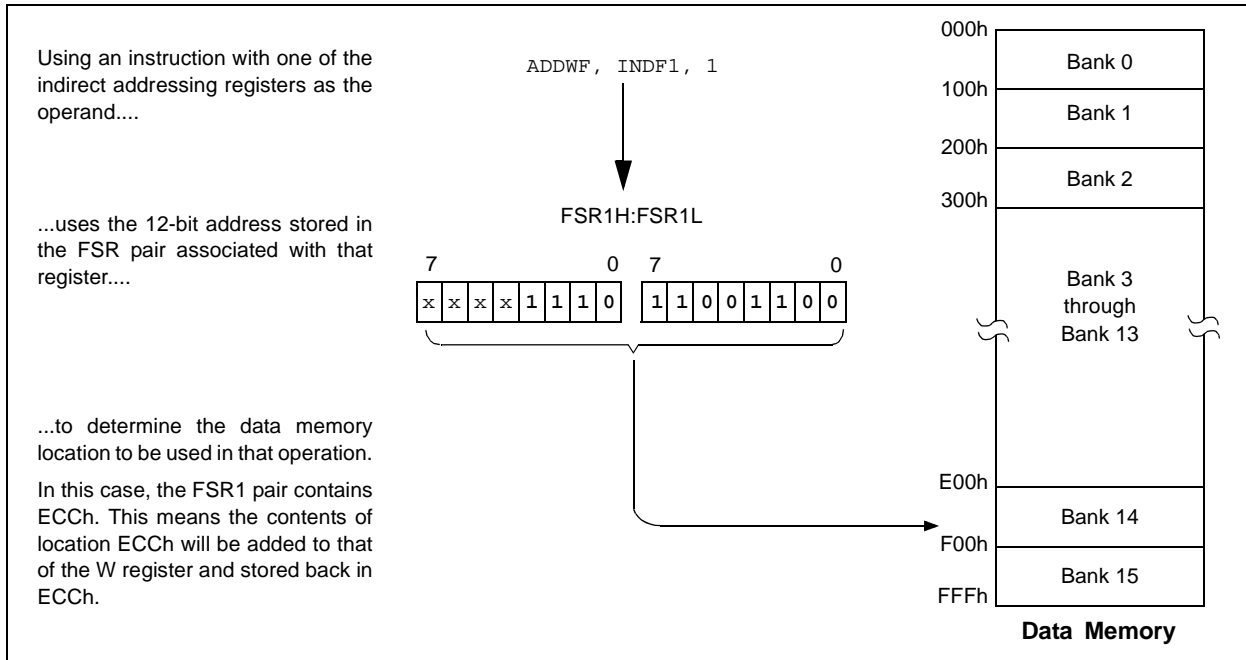 Using an instruction with one of the
indirect addressing registers as the
operand....
ADDWF, INDF1, 1
...uses the 12-bit address stored in
the FSR pair associated with that
register....
FSR1H:FSR1L
7 0 7 0
x x x x 1 1 1 0 1 1 0 0 1 1 0 0
...to determine the data memory
location to be used in that operation.
In this case, the FSR1 pair contains
ECCh. This means the contents of
location ECCh will be added to that
of the W register and stored back in
ECCh.
000h
Bank 0
100h
Bank 1
200h
Bank 2
300h
Bank 3
through
Bank 13
E00h
Bank 14
F00h
Bank 15
FFFh
Data Memory